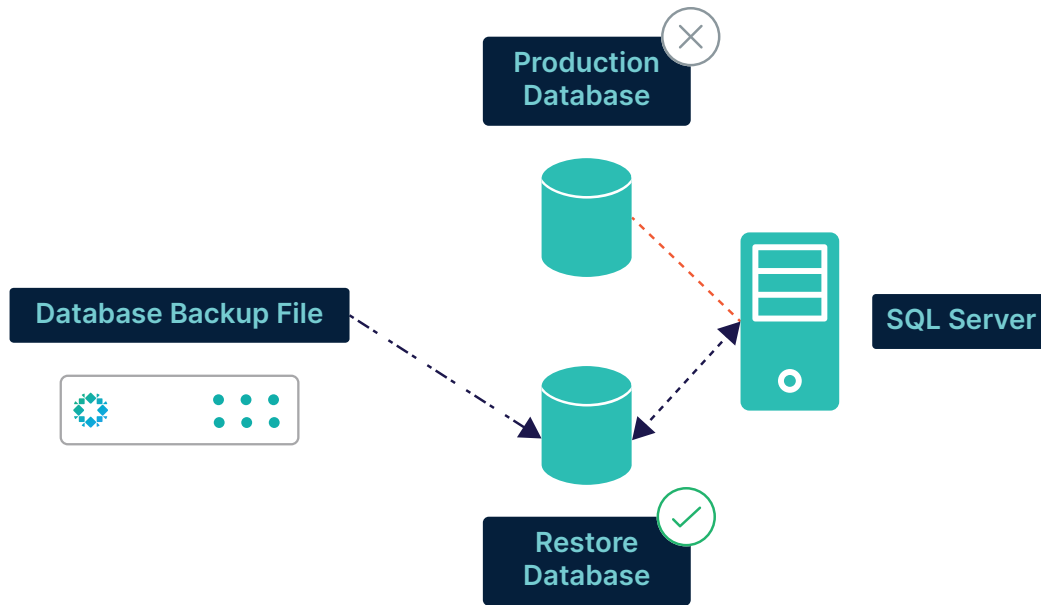 Production
Database
Database Backup File
SQL Server
Restore
Database